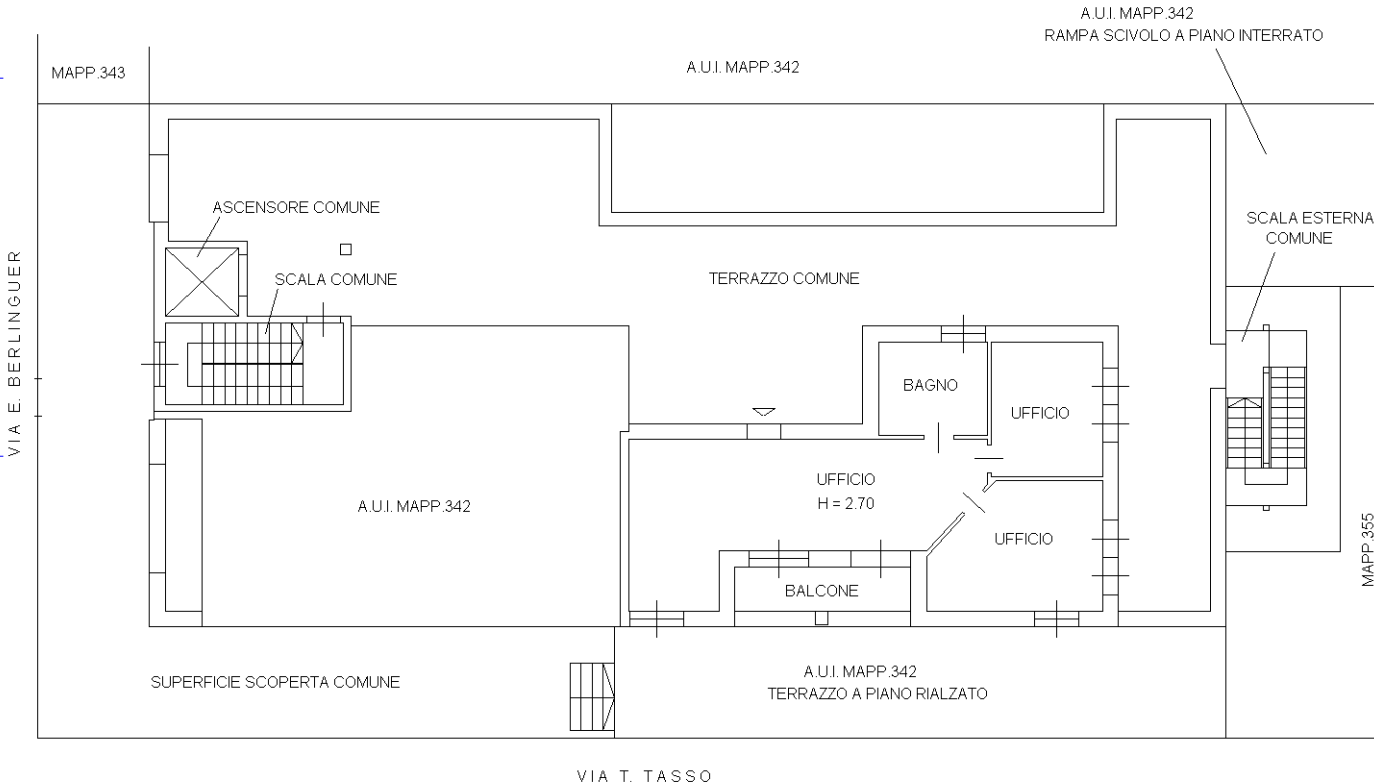 A.U.I. MAPP.342
RAMPA SCIVOLO A PIANO INTERRATO
MAPP.343
A.U.I. MAPP.342
ASCENSORE COMUNE
SCALA ESTERNA
COMUNE
SCALA COMUNE
TERRAZZO COMUNE
VIA E. BERLINGUER
BAGNO
UFFICIO
UFFICIO
H = 2.70
A.U.I. MAPP.342
UFFICIO
MAPP.355
BALCONE
SUPERFICIE SCOPERTA COMUNE
A.U.I. MAPP.342
TERRAZZO A PIANO RIALZATO
VIA T. TASSO